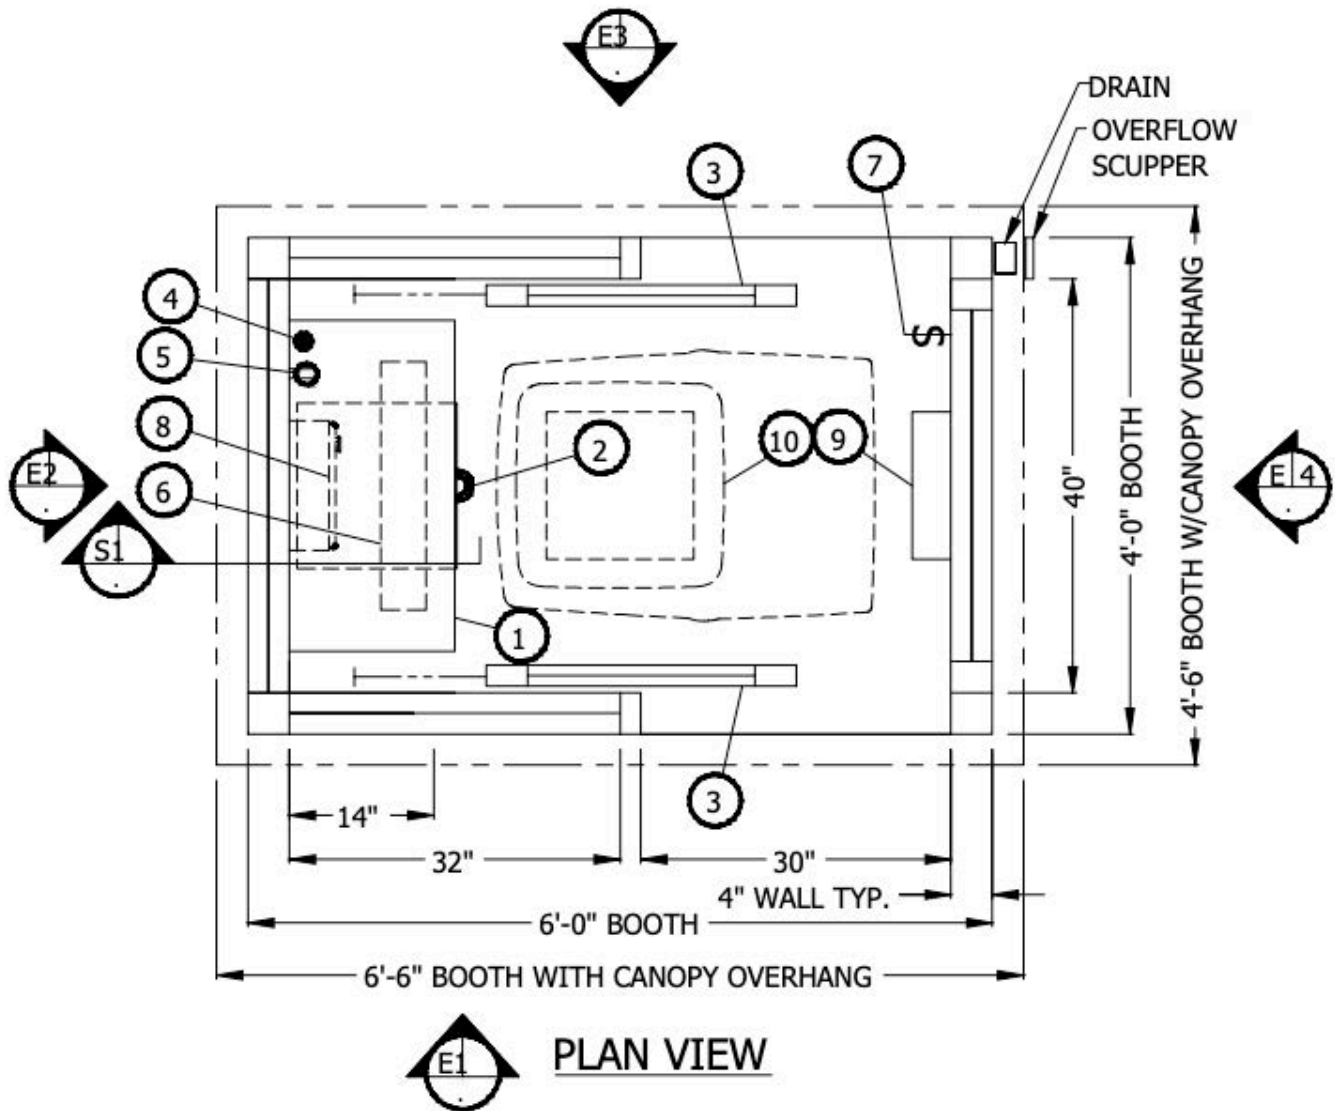 E3
DRAIN
OVERFLOW
SCUPPER
3
7
4
5
8
6
2
10
9
S
E2
S1
E 4
1
3
40"
4'-0" BOOTH
4'-6" BOOTH W/CANOPY OVERHANG
14"
32"
30"
4" WALL TYP.
6'-0" BOOTH
6'-6" BOOTH WITH CANOPY OVERHANG
E1
PLAN VIEW